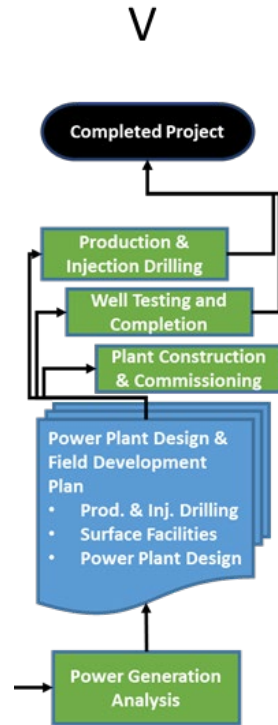 V
Completed Project
Production &
Injection Drilling
Well Testing and
Completion
Plant Construction
& Commissioning
Power Plant Design &
Field Development
Plan
• Prod. & Inj. Drilling
• Surface Facilities
• Power Plant Design
Power Generation
Analysis